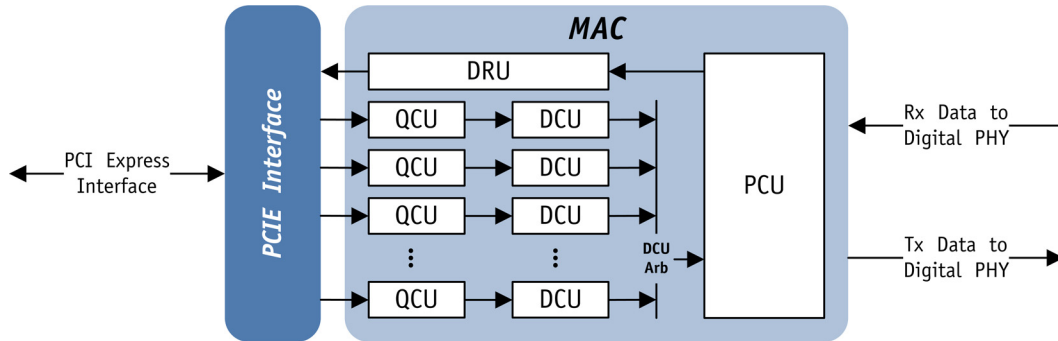 MAC
DRU
PCI Express
Interface
PCIE Interface
QCU
DCU
QCU
DCU
QCU
DCU
QCU
DCU
DCU
Arb
PCU
Rx Data to
Digital PHY
Tx Data to
Digital PHY